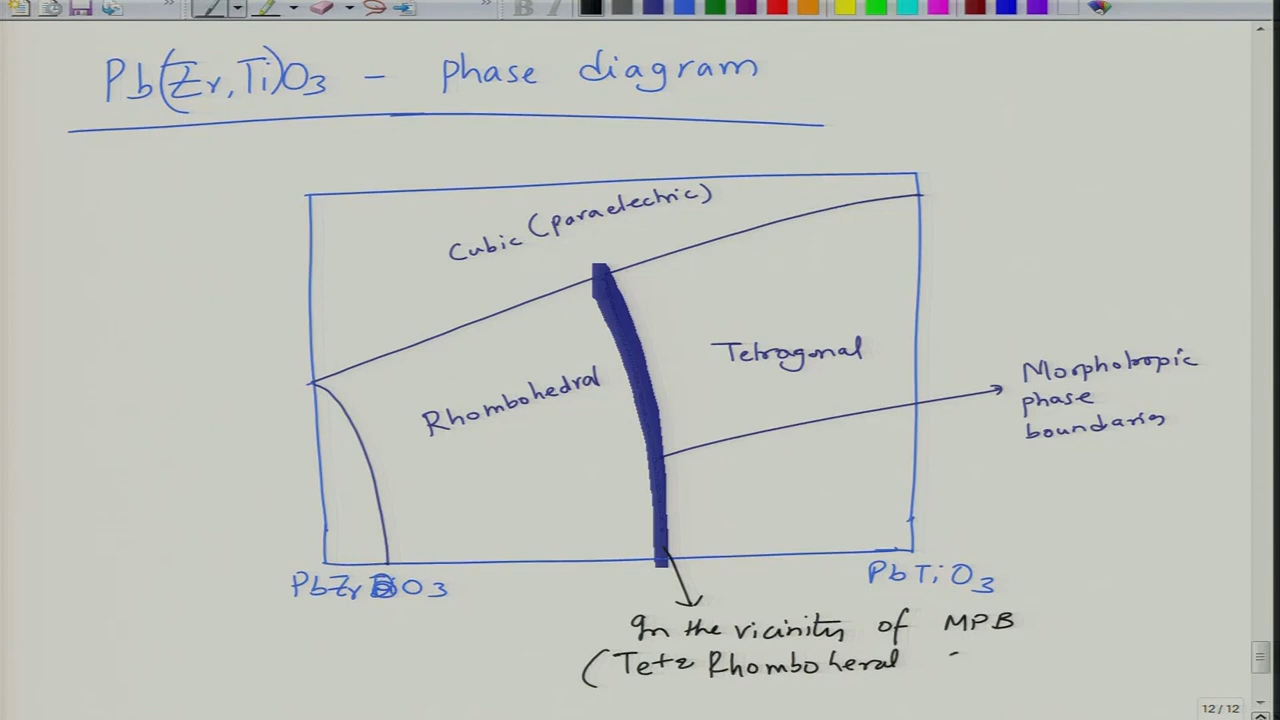 Pb(Zr,Ti)O3 - phase diagram
Cubic (paraelectric)
Rhombohedral
Tetragonal
Morphotropic
phase
boundaries
PbZrO3
PbTiO3
In the vicinity of MPB
(Tet & Rhomboheral
12/12
B I